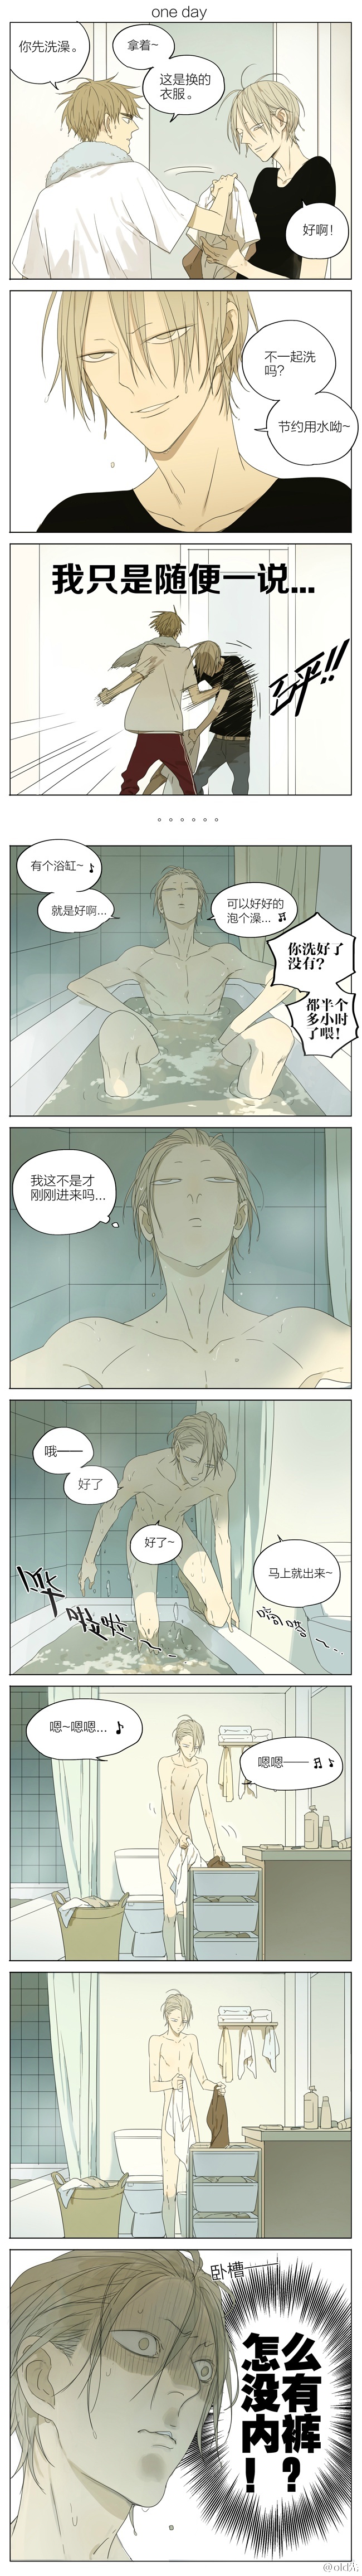 one day
你先洗澡。
拿着~
这是换的
衣服。
好啊!
不一起洗
吗?
节约用水呦~
我只是随便一说...
呯!!
。。。。。。
有个浴缸~♪
就是好啊...
可以好好的
泡个澡...♬
你洗好了
没有?
都半个
多小时
了喂!
我这不是才
刚刚进来吗...
哦——
好了
好了~
马上就出来~
哗
嗯~嗯嗯...♪
嗯嗯——♬♪
卧槽——
怎么
没有
内裤
!?
@old先